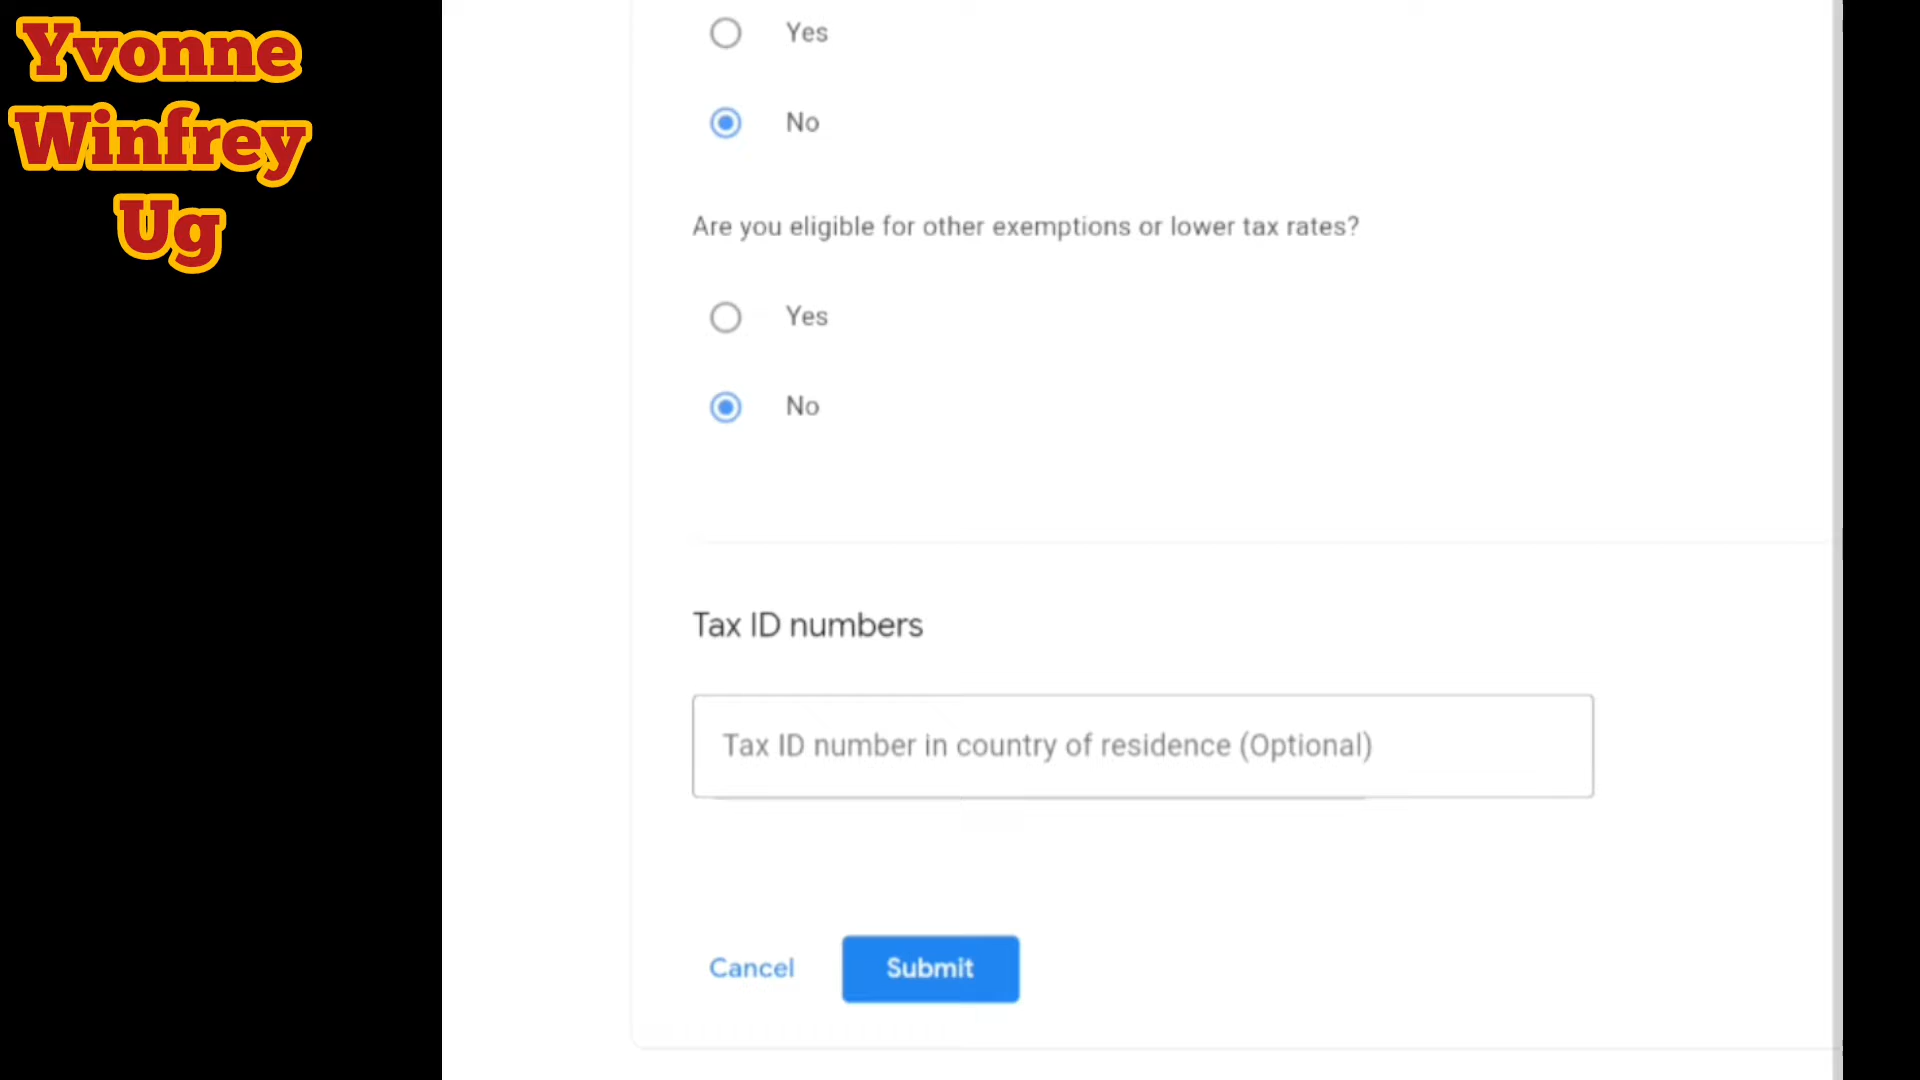 Yvonne
Winfrey
Ug
Yes
No
Are you eligible for other exemptions or lower tax rates?
Yes
No
Tax ID numbers
Tax ID number in country of residence (Optional)
Cancel
Submit